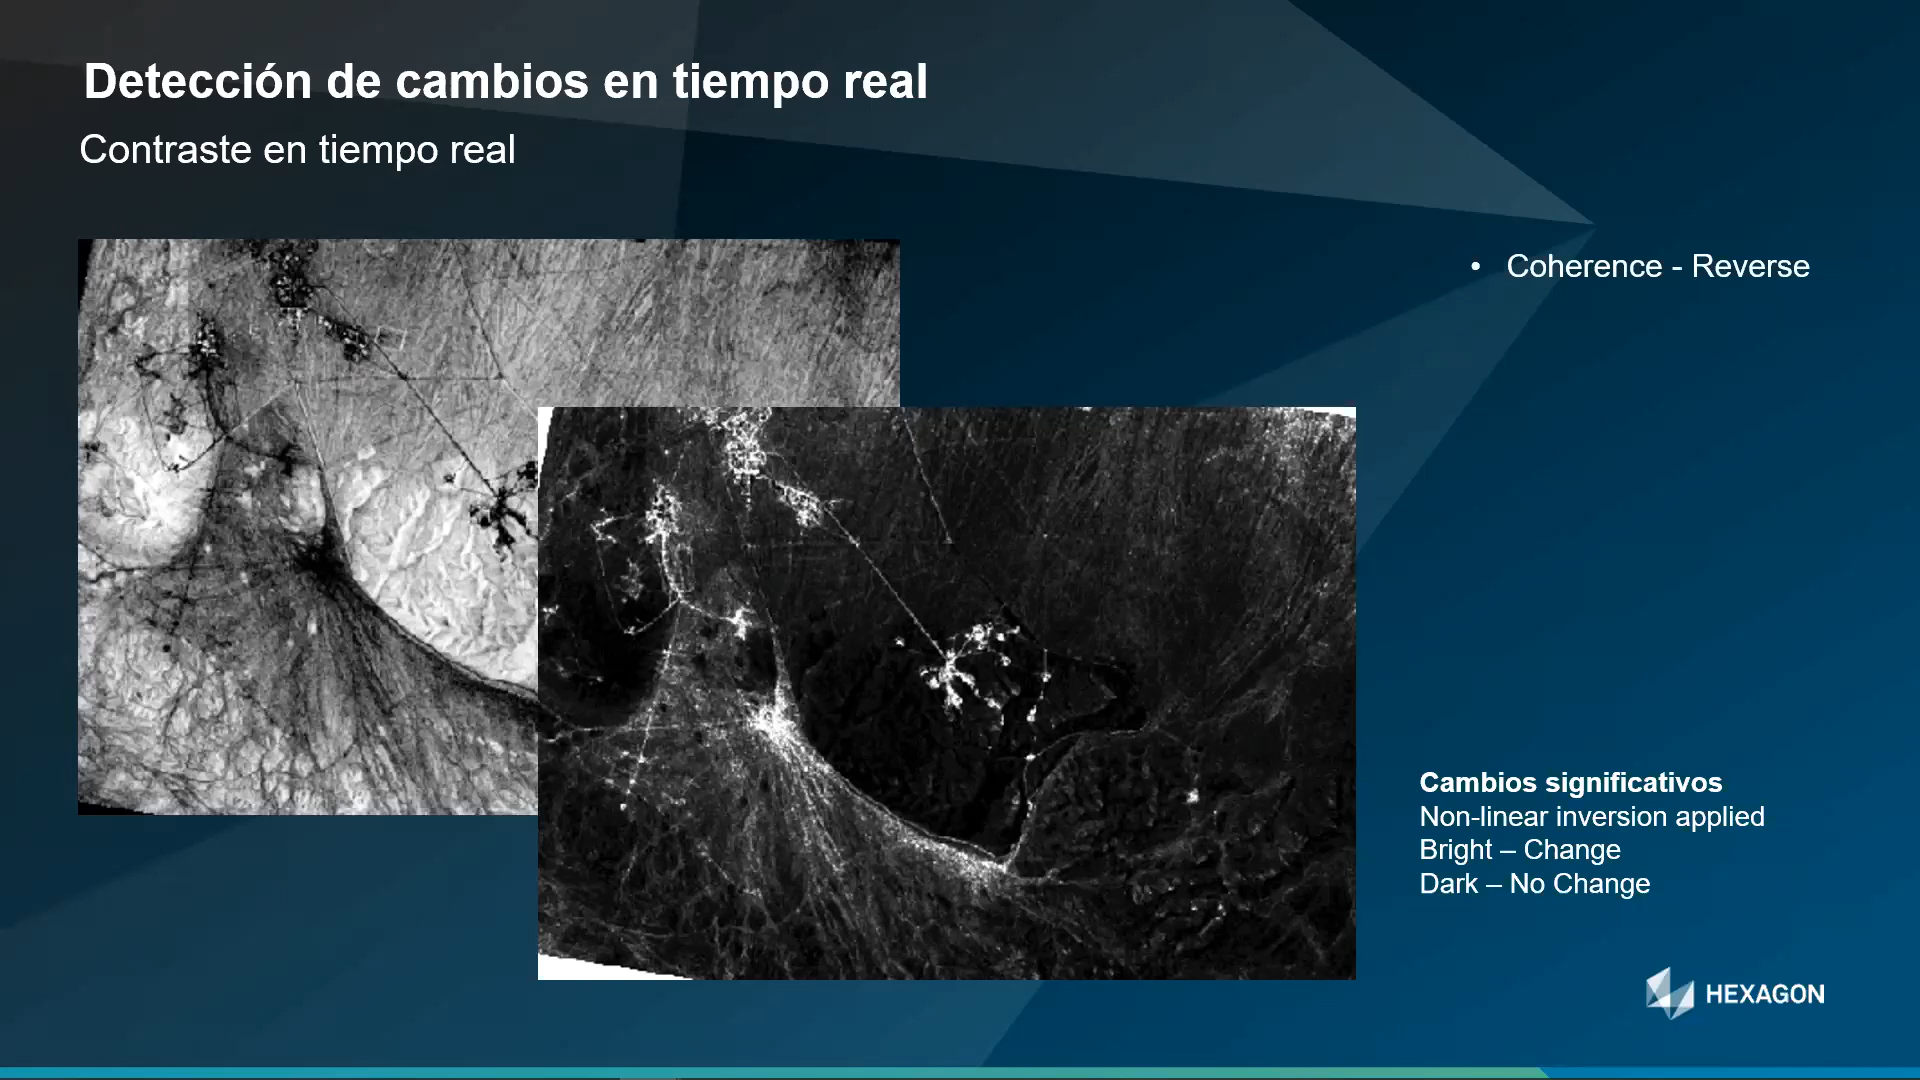 Detección de cambios en tiempo real
Contraste en tiempo real
• Coherence - Reverse
Cambios significativos
Non-linear inversion applied
Bright – Change
Dark – No Change
HEXAGON